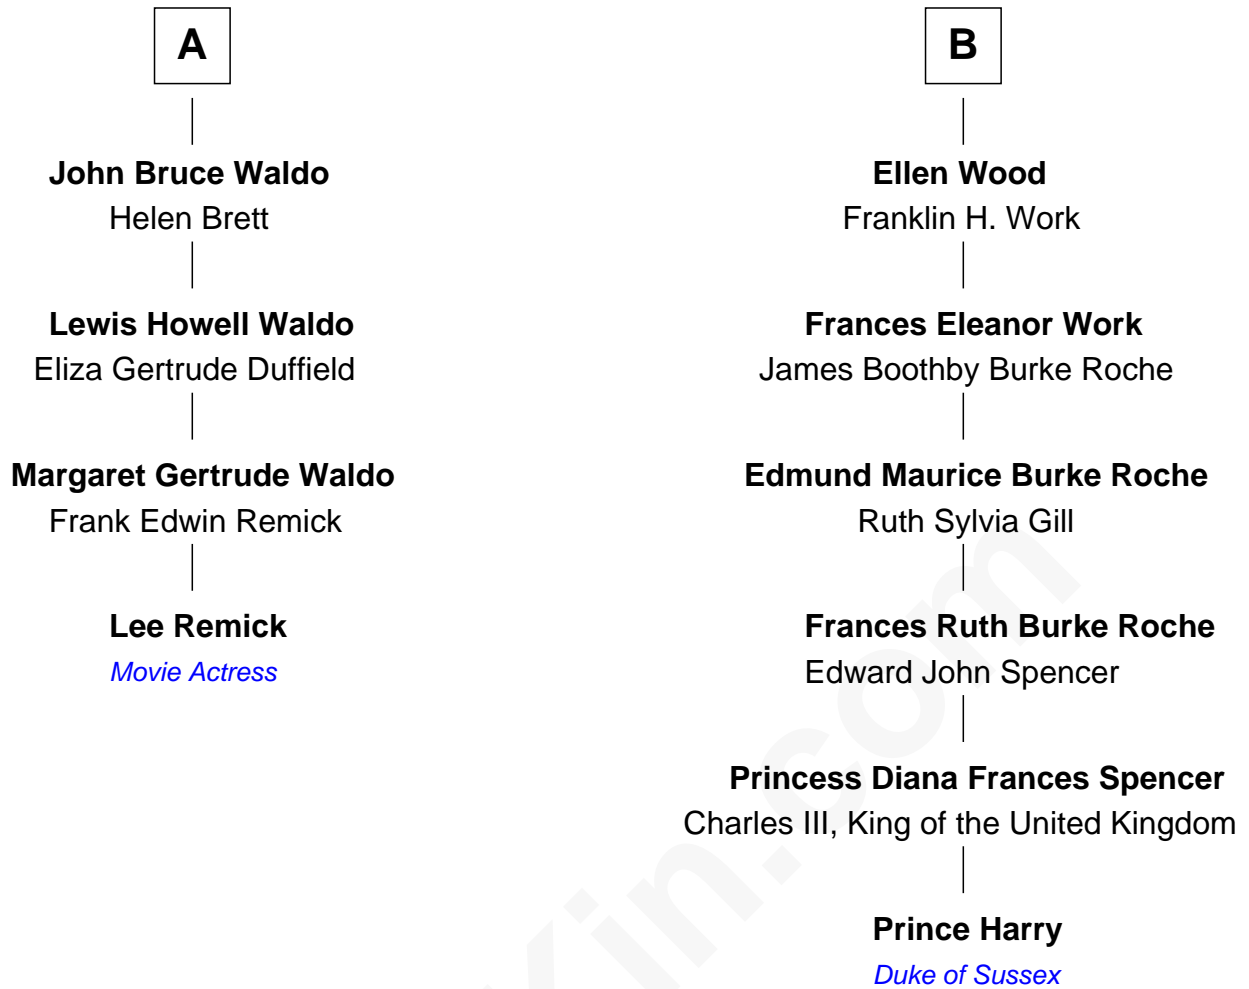 A
John Bruce Waldo
Helen Brett
Lewis Howell Waldo
Eliza Gertrude Duffield
Margaret Gertrude Waldo
Frank Edwin Remick
Lee Remick
Movie Actress
B
Ellen Wood
Franklin H. Work
Frances Eleanor Work
James Boothby Burke Roche
Edmund Maurice Burke Roche
Ruth Sylvia Gill
Frances Ruth Burke Roche
Edward John Spencer
Princess Diana Frances Spencer
Charles III, King of the United Kingdom
Prince Harry
Duke of Sussex
Kin.com